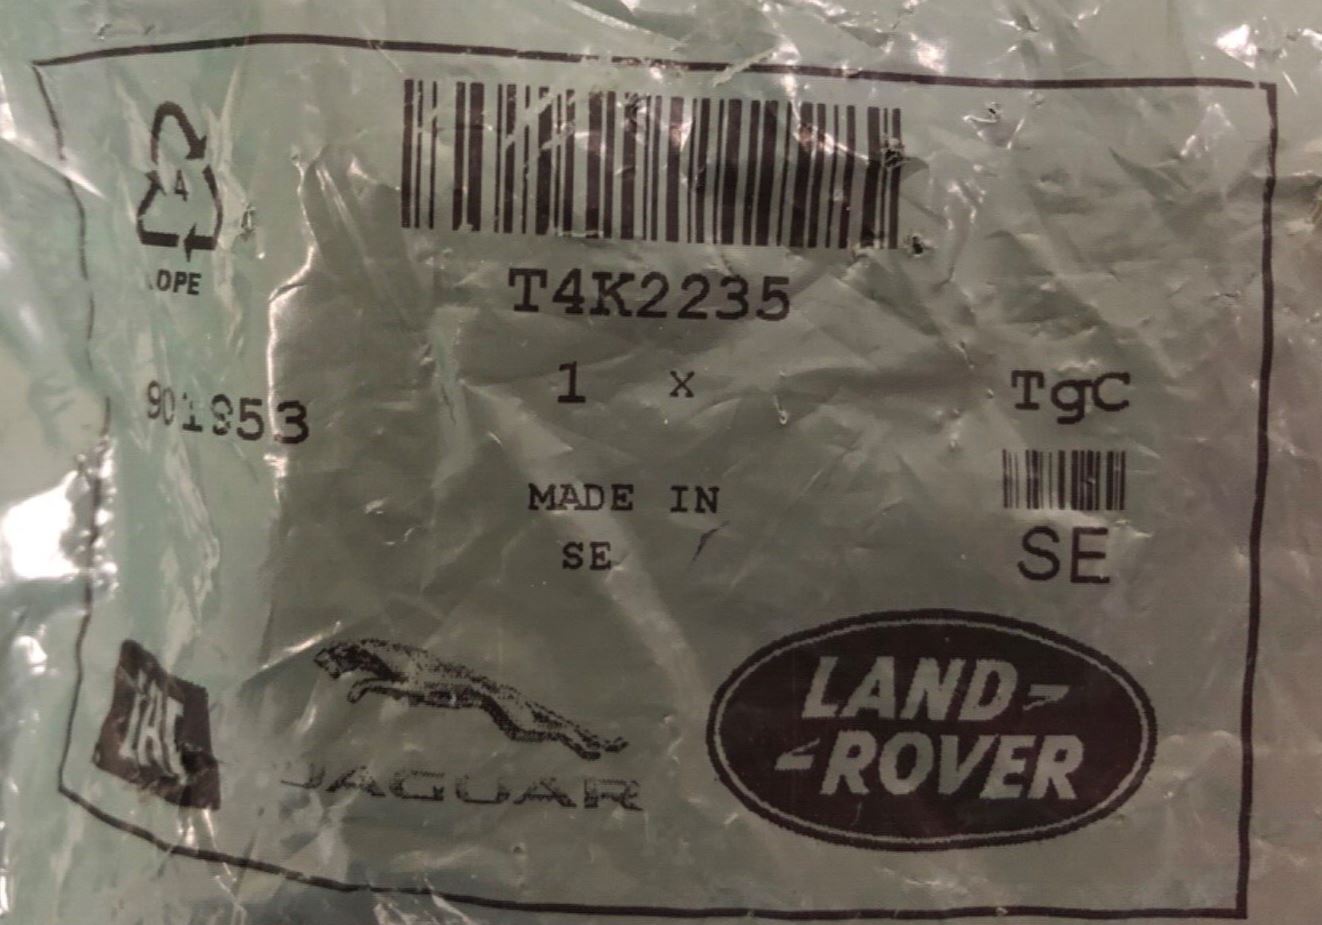 4
LDPE
T4K2235
1 x
TgC
901953
MADE IN
SE
SE
JAGUAR
LAND-
-ROVER